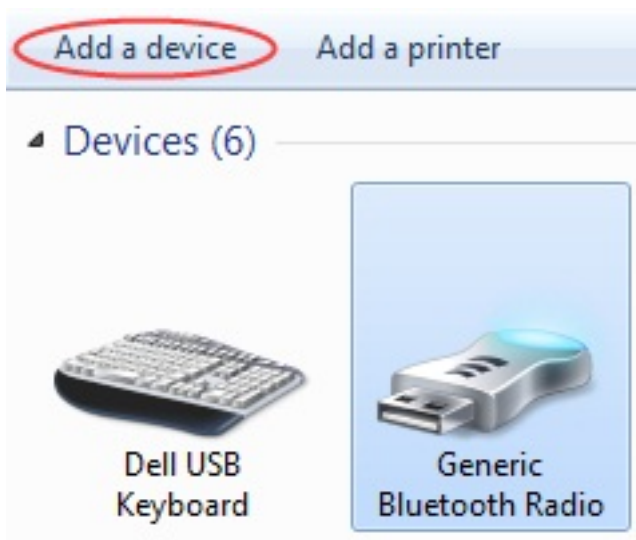 Add a device Add a printer
Devices (6)
Dell USB
Keyboard
Generic
Bluetooth Radio